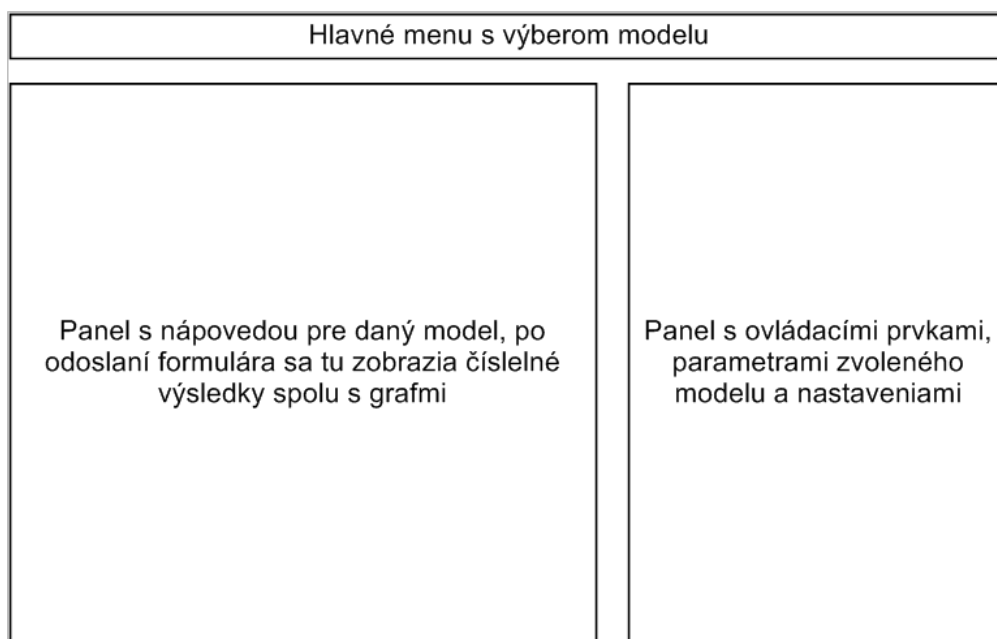 Hlavné menu s výberom modelu
Panel s nápovedou pre daný model, po
odoslaní formulára sa tu zobrazia číslelné
výsledky spolu s grafmi
Panel s ovládacími prvkami,
parametrami zvoleného
modelu a nastaveniami